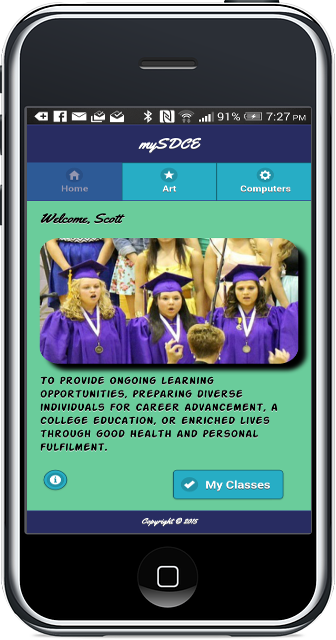 91% 7:27 PM
mySDCE
Home Art Computers
Welcome, Scott
TO PROVIDE ONGOING LEARNING
OPPORTUNITIES, PREPARING DIVERSE
INDIVIDUALS FOR CAREER ADVANCEMENT, A
COLLEGE EDUCATION, OR ENRICHED LIVES
THROUGH GOOD HEALTH AND PERSONAL
FULFILMENT.
My Classes
Copyright © 2015